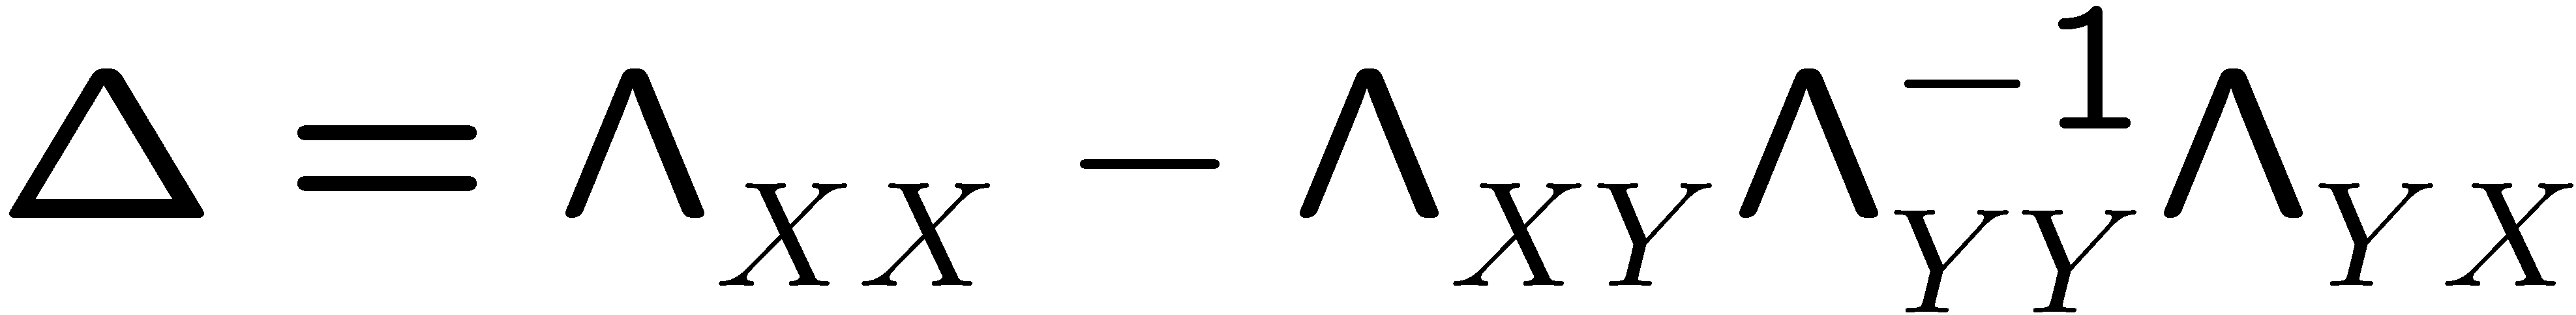 Δ = Λ_{XX} − Λ_{XY} Λ_{YY}^{−1} Λ_{YX}